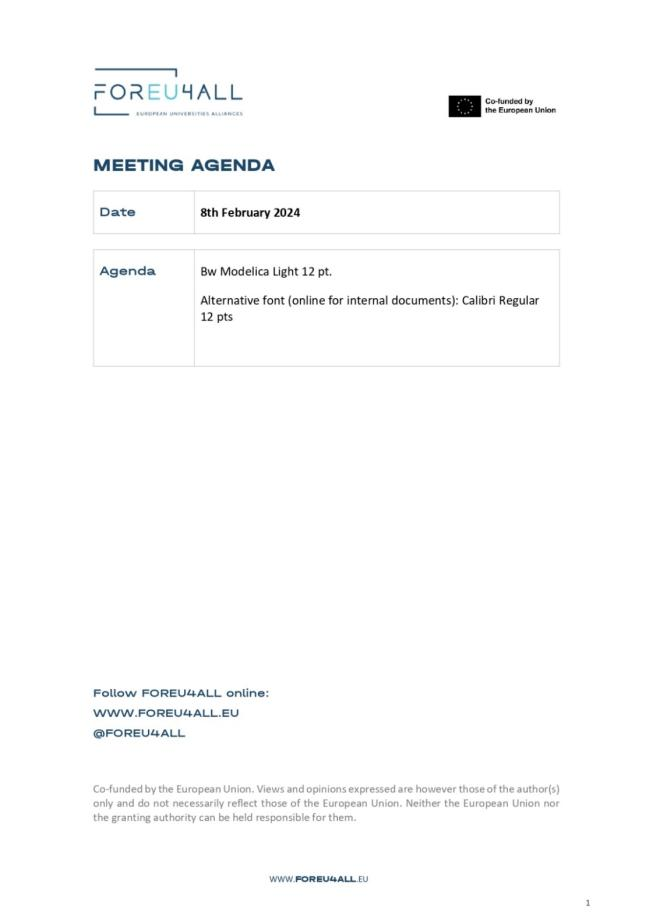 FOREU4ALL
EUROPEAN UNIVERSITIES ALLIANCES
Co-funded by
the European Union
MEETING AGENDA
Date
8th February 2024
Agenda
Bw Modelica Light 12 pt.
Alternative font (online for internal documents): Calibri Regular
12 pts
Follow FOREU4ALL online:
WWW.FOREU4ALL.EU
@FOREU4ALL
Co-funded by the European Union. Views and opinions expressed are however those of the author(s)
only and do not necessarily reflect those of the European Union. Neither the European Union nor
the granting authority can be held responsible for them.
WWW.FOREU4ALL.EU
1